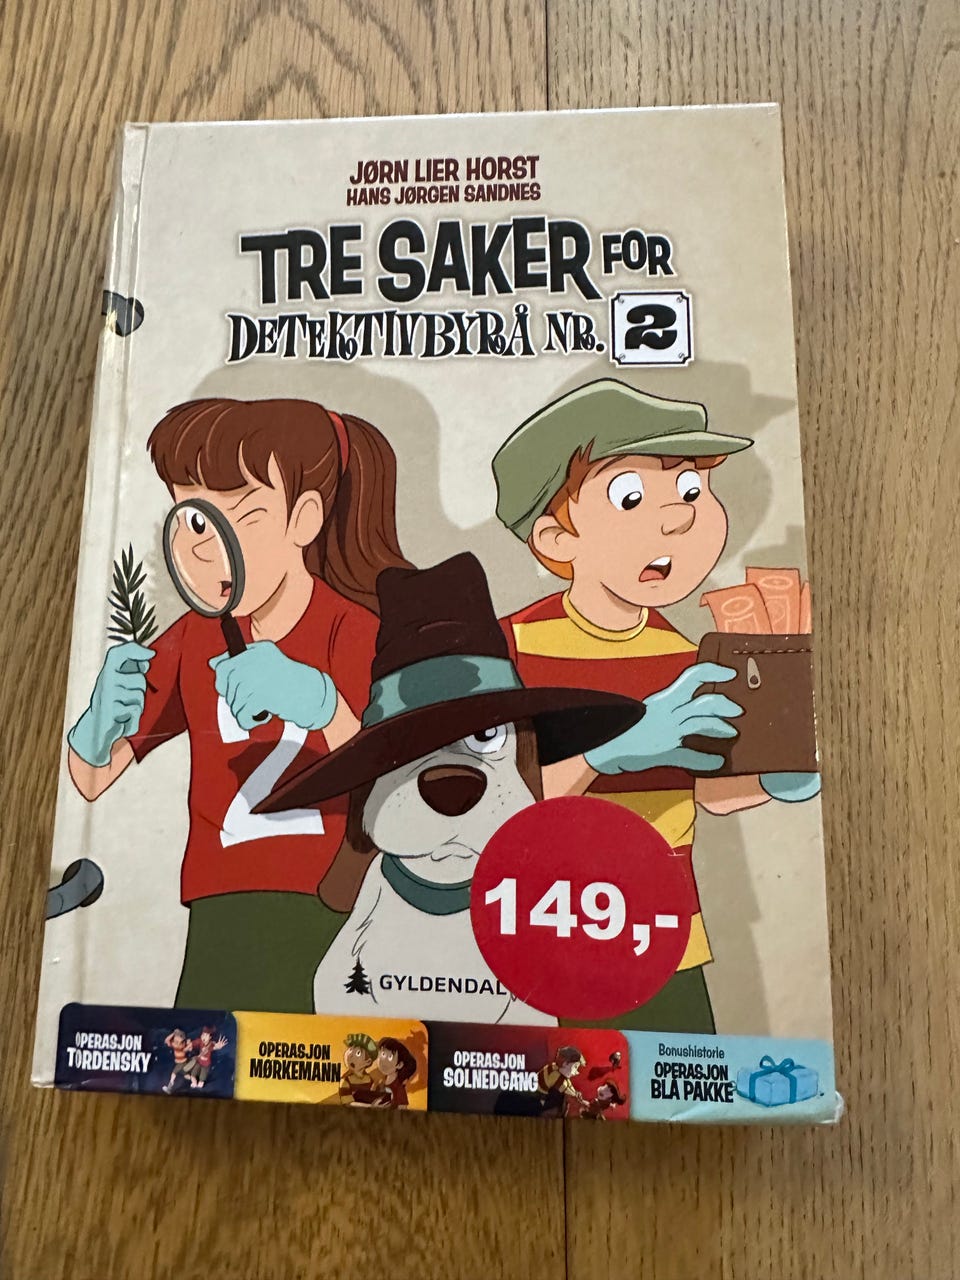 JØRN LIER HORST
HANS JØRGEN SANDNES
TRE SAKER FOR
DETEKTIVBYRÅ NR. 2
2
149,-
GYLDENDAL
OPERASJON
TORDENSKY
OPERASJON
MØRKEMANN
OPERASJON
SOLNEDGANG
Bonushistorie
OPERASJON
BLÅ PAKKE